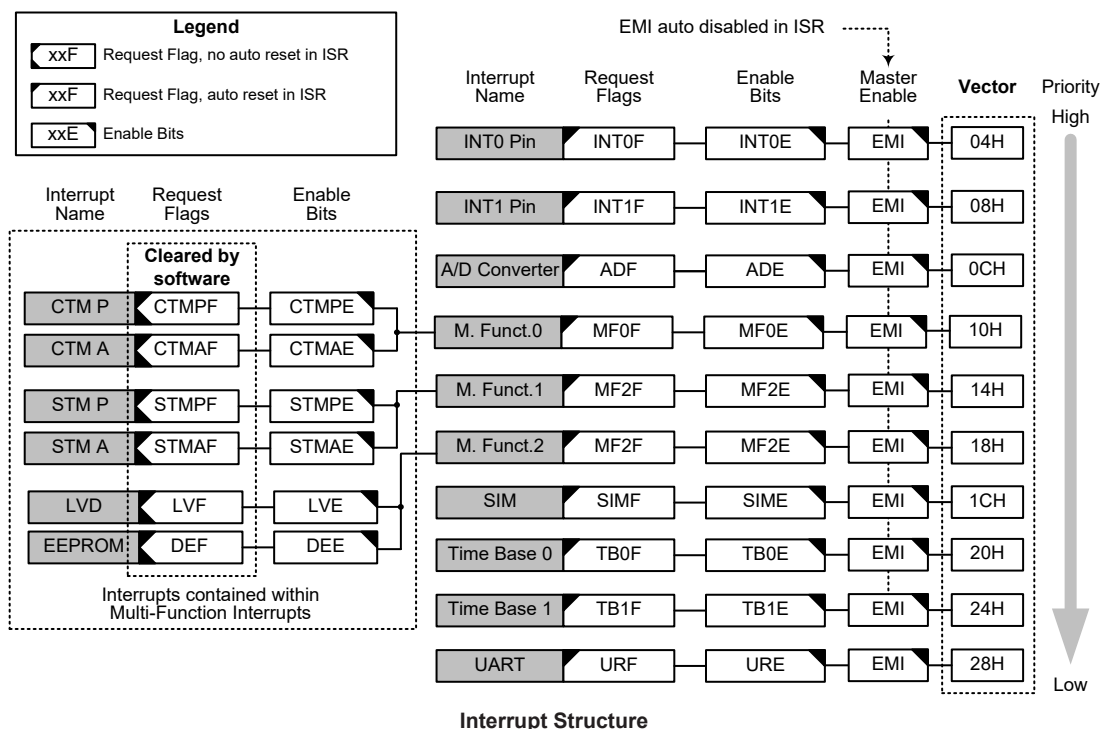 Legend
xxF Request Flag, no auto reset in ISR
xxF Request Flag, auto reset in ISR
xxE Enable Bits
EMI auto disabled in ISR
Interrupt Name
Request Flags
Enable Bits
Master Enable
Vector
Priority
High
INT0 Pin INT0F INT0E EMI 04H
INT1 Pin INT1F INT1E EMI 08H
A/D Converter ADF ADE EMI 0CH
M. Funct.0 MF0F MF0E EMI 10H
M. Funct.1 MF2F MF2E EMI 14H
M. Funct.2 MF2F MF2E EMI 18H
SIM SIMF SIME EMI 1CH
Time Base 0 TB0F TB0E EMI 20H
Time Base 1 TB1F TB1E EMI 24H
UART URF URE EMI 28H
Low
Interrupt Name
Request Flags
Enable Bits
Cleared by
software
CTM P CTMPF CTMPE
CTM A CTMAF CTMAE
STM P STMPF STMPE
STM A STMAF STMAE
LVD LVF LVE
EEPROM DEF DEE
Interrupts contained within
Multi-Function Interrupts
Interrupt Structure